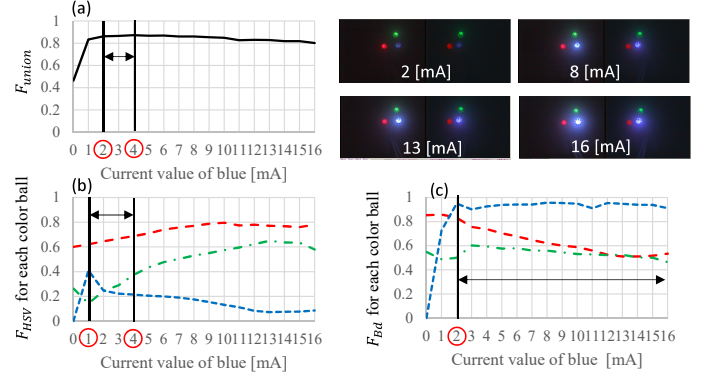 (a)
1
0.8
0.6
0.4
0.2
0
F_union
0 1 2 3 4 5 6 7 8 9 10 11 12 13 14 15 16
Current value of blue [mA]
2 [mA]
8 [mA]
13 [mA]
16 [mA]
(b)
1
0.8
0.6
0.4
0.2
0
F_HSV for each color ball
0 1 2 3 4 5 6 7 8 9 10 11 12 13 14 15 16
Current value of blue [mA]
(c)
1
0.8
0.6
0.4
0.2
0
F_Bd for each color ball
0 1 2 3 4 5 6 7 8 9 10 11 12 13 14 15 16
Current value of blue [mA]